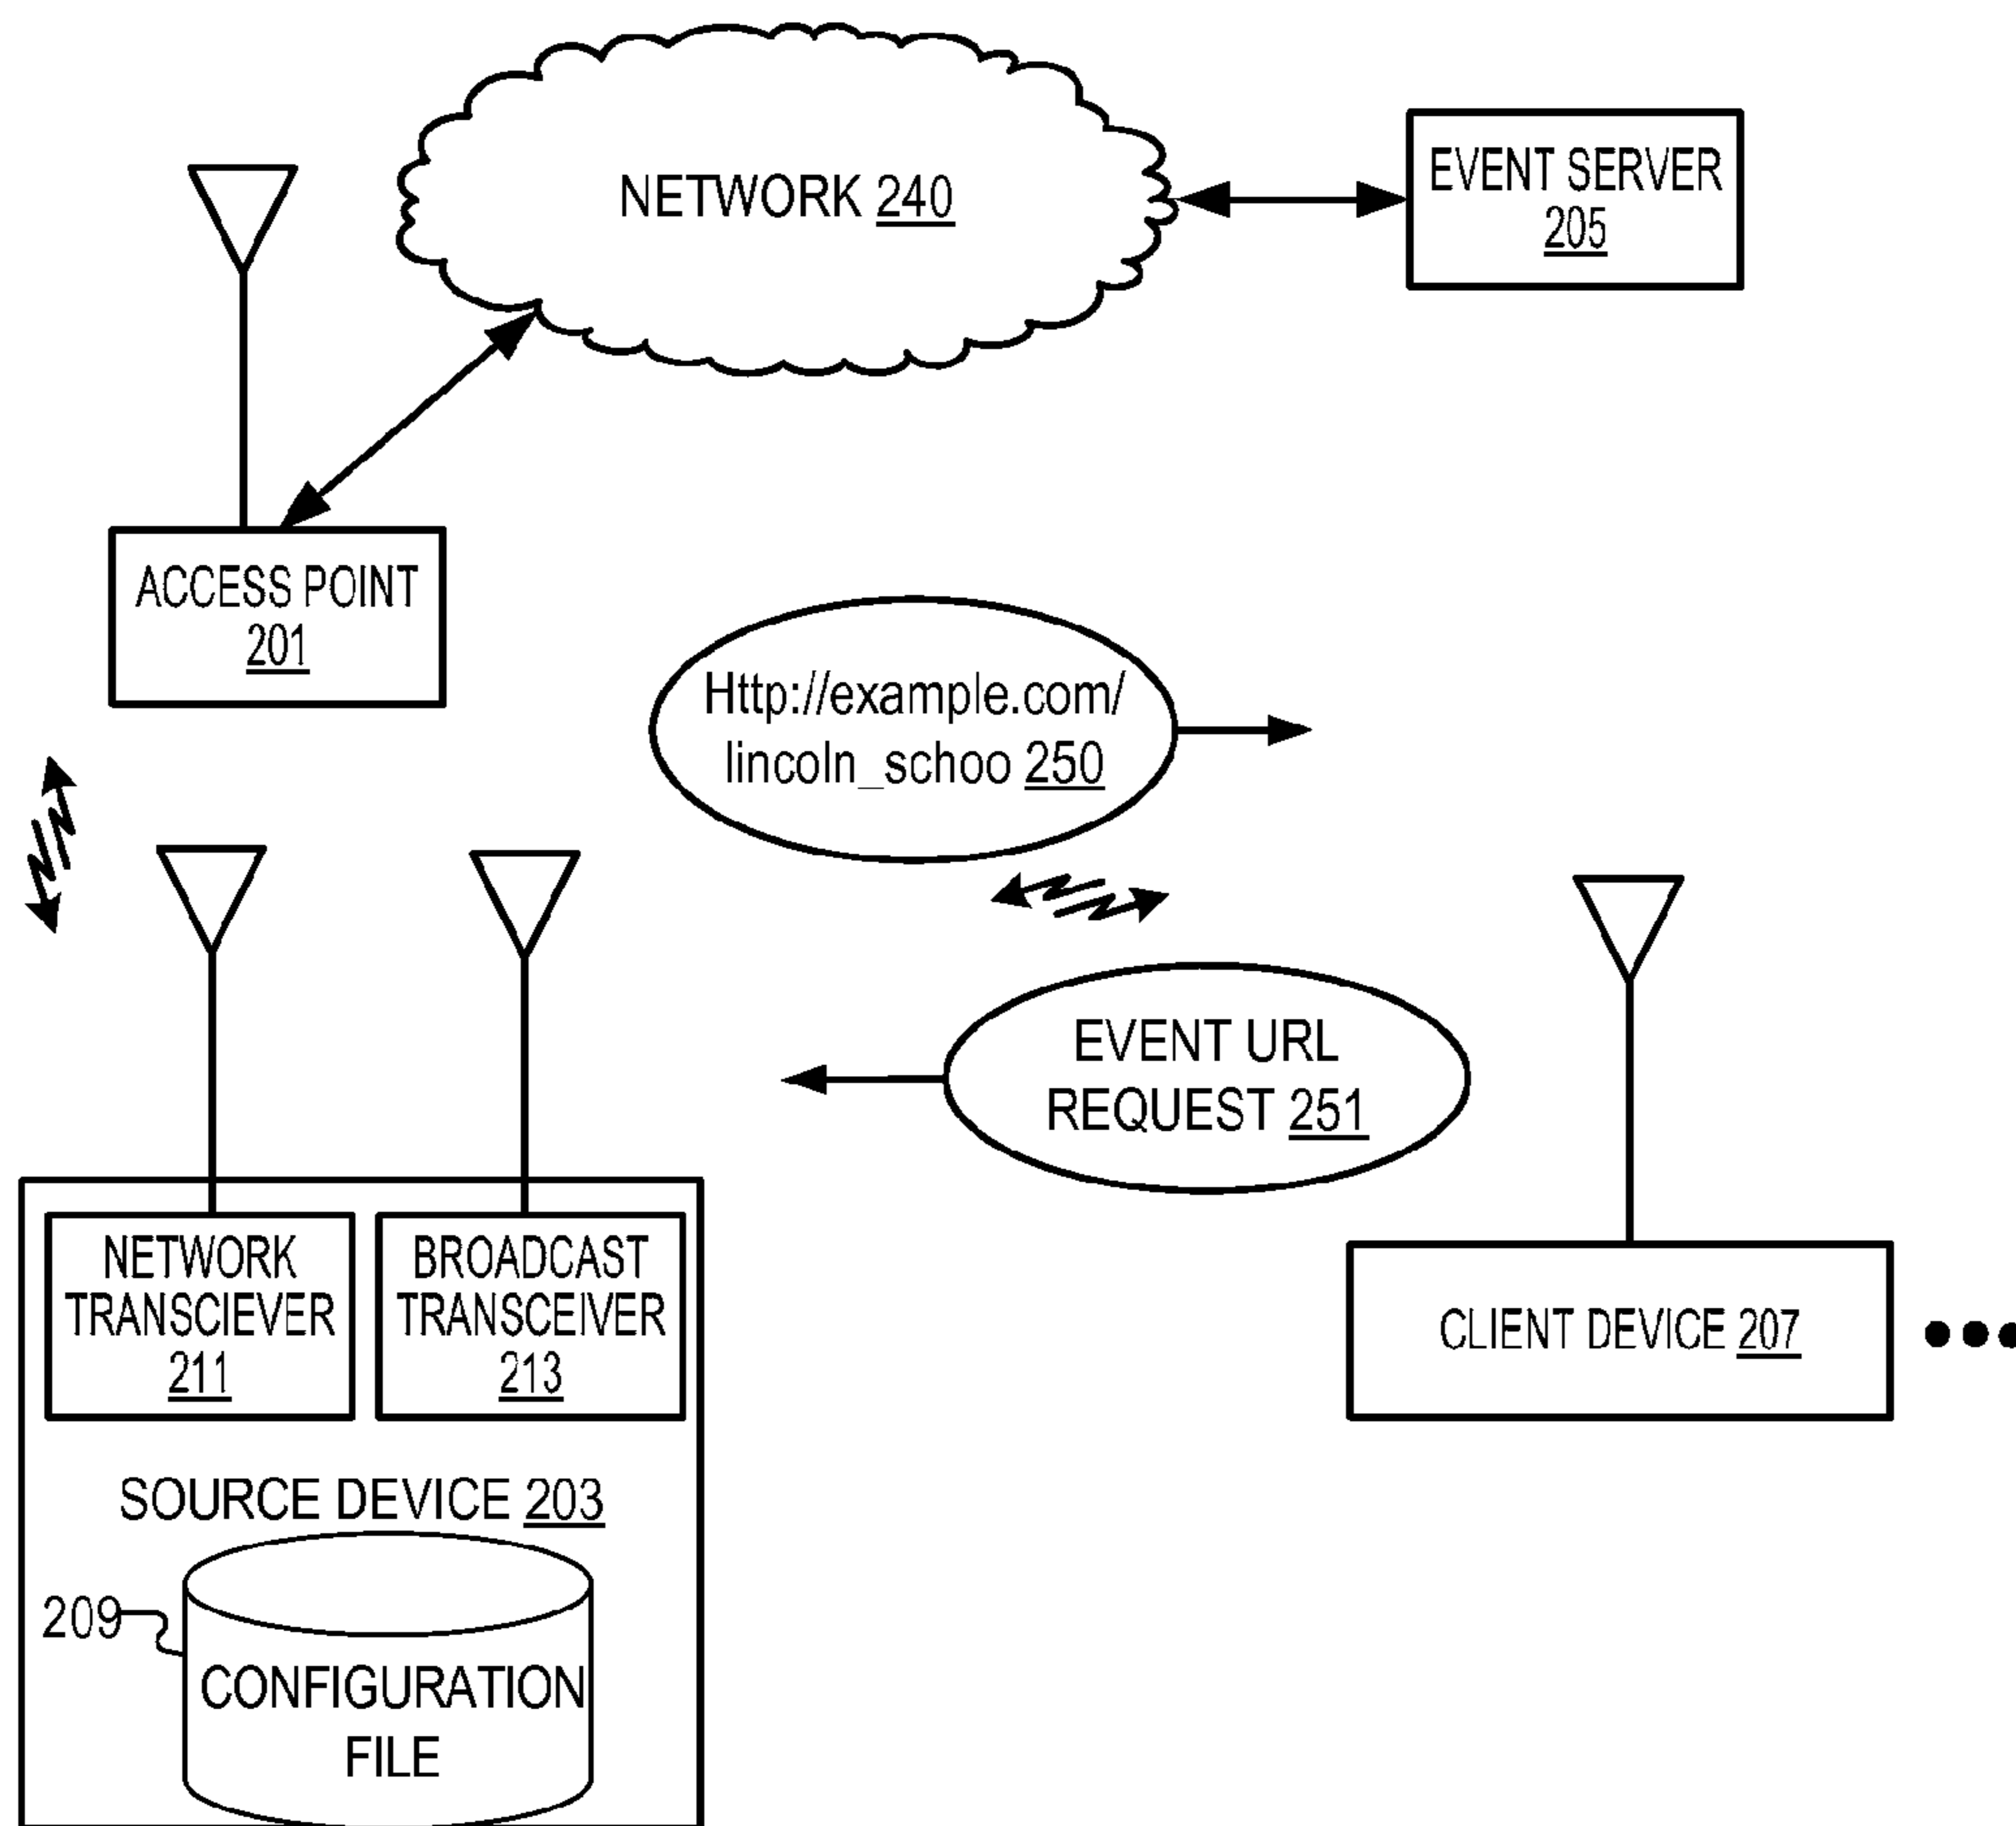 NETWORK 240
EVENT SERVER
205
ACCESS POINT
201
Http://example.com/
lincoln_schoo 250
EVENT URL
REQUEST 251
NETWORK
TRANSCIEVER
211
BROADCAST
TRANSCEIVER
213
CLIENT DEVICE 207
SOURCE DEVICE 203
209
CONFIGURATION
FILE